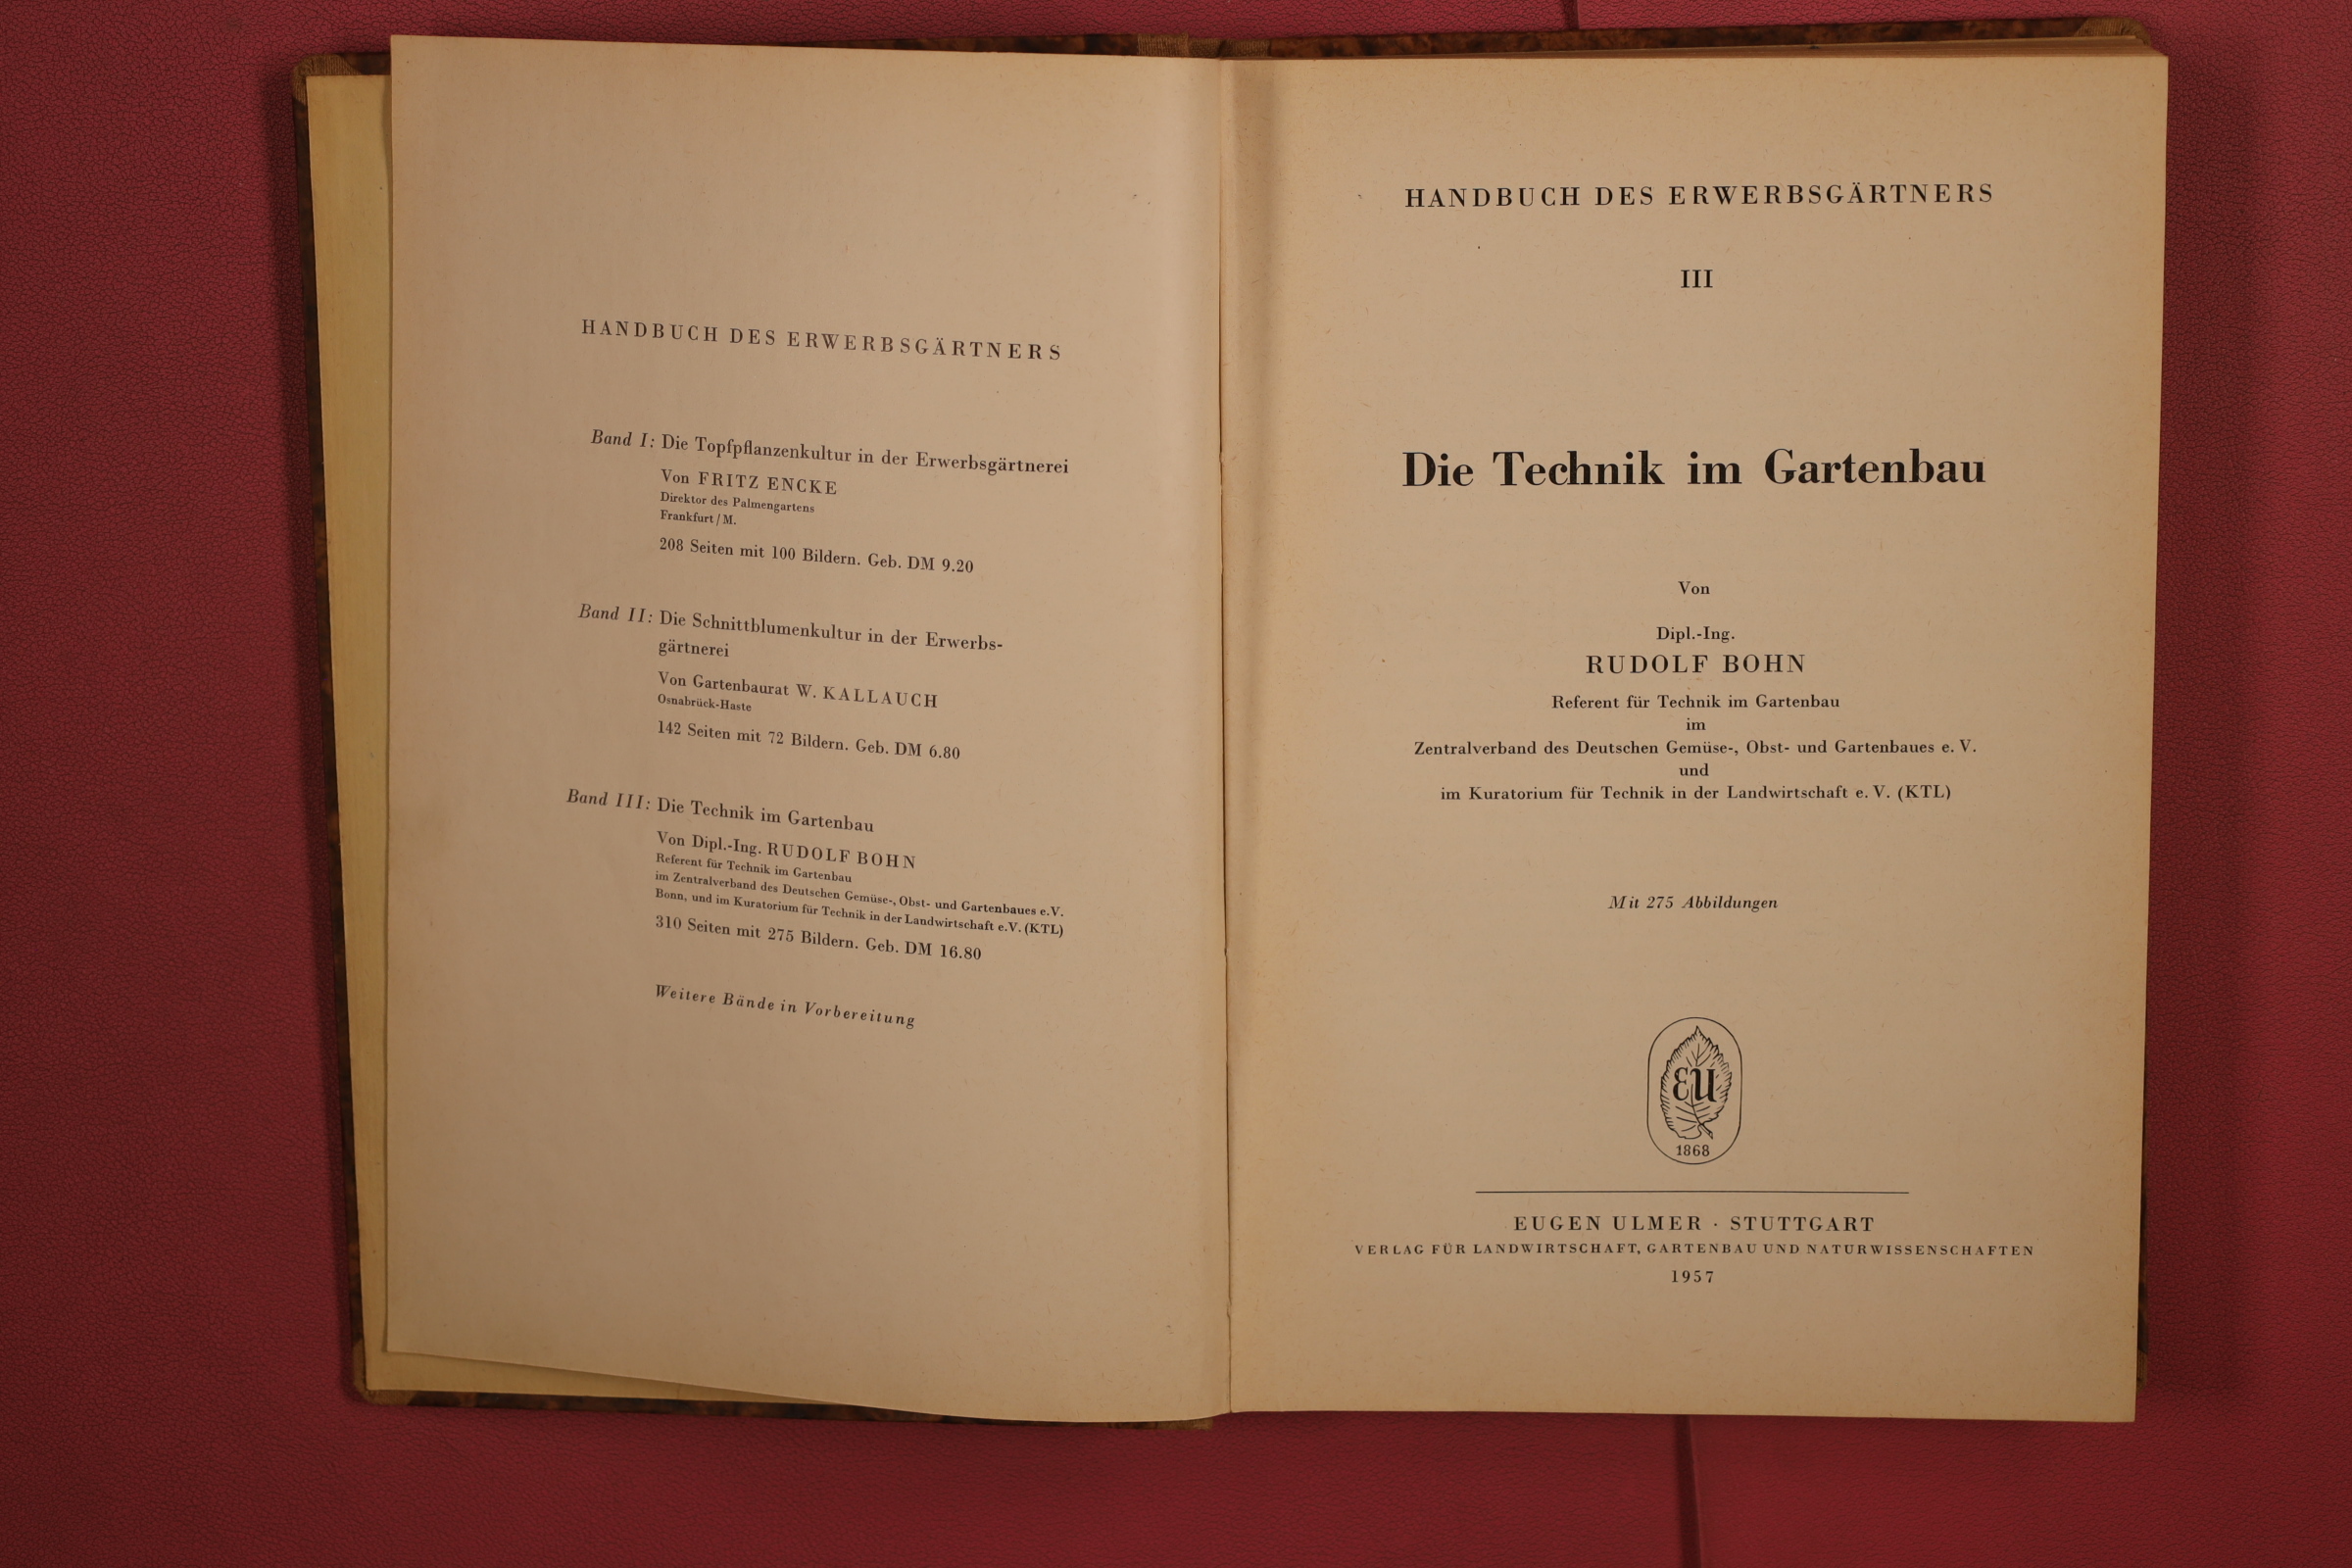 HANDBUCH DES ERWERBSGÄRTNERS
Band I: Die Topfpflanzenkultur in der Erwerbsgärtnerei
Von FRITZ ENCKE
Direktor des Palmengartens
Frankfurt/M.
208 Seiten mit 100 Bildern. Geb. DM 9.20
Band II: Die Schnittblumenkultur in der Erwerbs-
gärtnerei
Von Gartenbaurat W. KALLAUCH
Osnabrück-Haste
142 Seiten mit 72 Bildern. Geb. DM 6.80
Band III: Die Technik im Gartenbau
Von Dipl.-Ing. RUDOLF BOHN
Referent für Technik im Gartenbau
im Zentralverband des Deutschen Gemüse-, Obst- und Gartenbaues e.V.
Bonn, und im Kuratorium für Technik in der Landwirtschaft e.V. (KTL)
310 Seiten mit 275 Bildern. Geb. DM 16.80
Weitere Bände in Vorbereitung
HANDBUCH DES ERWERBSGÄRTNERS
III
Die Technik im Gartenbau
Von
Dipl.-Ing.
RUDOLF BOHN
Referent für Technik im Gartenbau
im
Zentralverband des Deutschen Gemüse-, Obst- und Gartenbaues e. V.
und
im Kuratorium für Technik in der Landwirtschaft e. V. (KTL)
Mit 275 Abbildungen
EU
1868
EUGEN ULMER · STUTTGART
VERLAG FÜR LANDWIRTSCHAFT, GARTENBAU UND NATURWISSENSCHAFTEN
1957